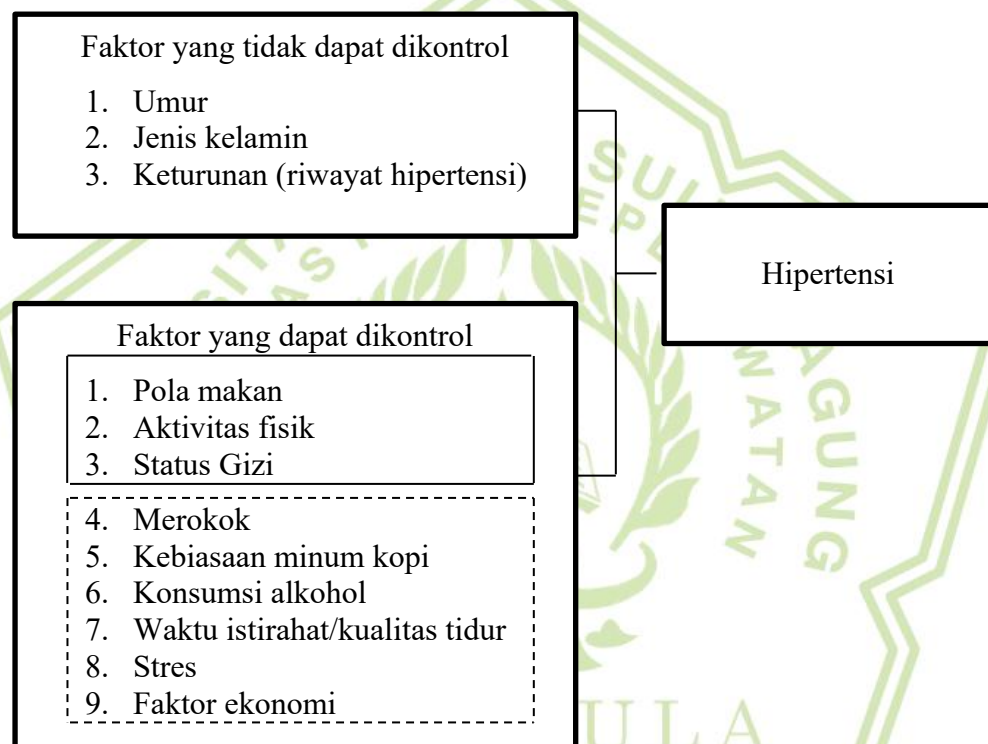 Faktor yang tidak dapat dikontrol
1. Umur
2. Jenis kelamin
3. Keturunan (riwayat hipertensi)
Hipertensi
Faktor yang dapat dikontrol
1. Pola makan
2. Aktivitas fisik
3. Status Gizi
4. Merokok
5. Kebiasaan minum kopi
6. Konsumsi alkohol
7. Waktu istirahat/kualitas tidur
8. Stres
9. Faktor ekonomi
AGUNG